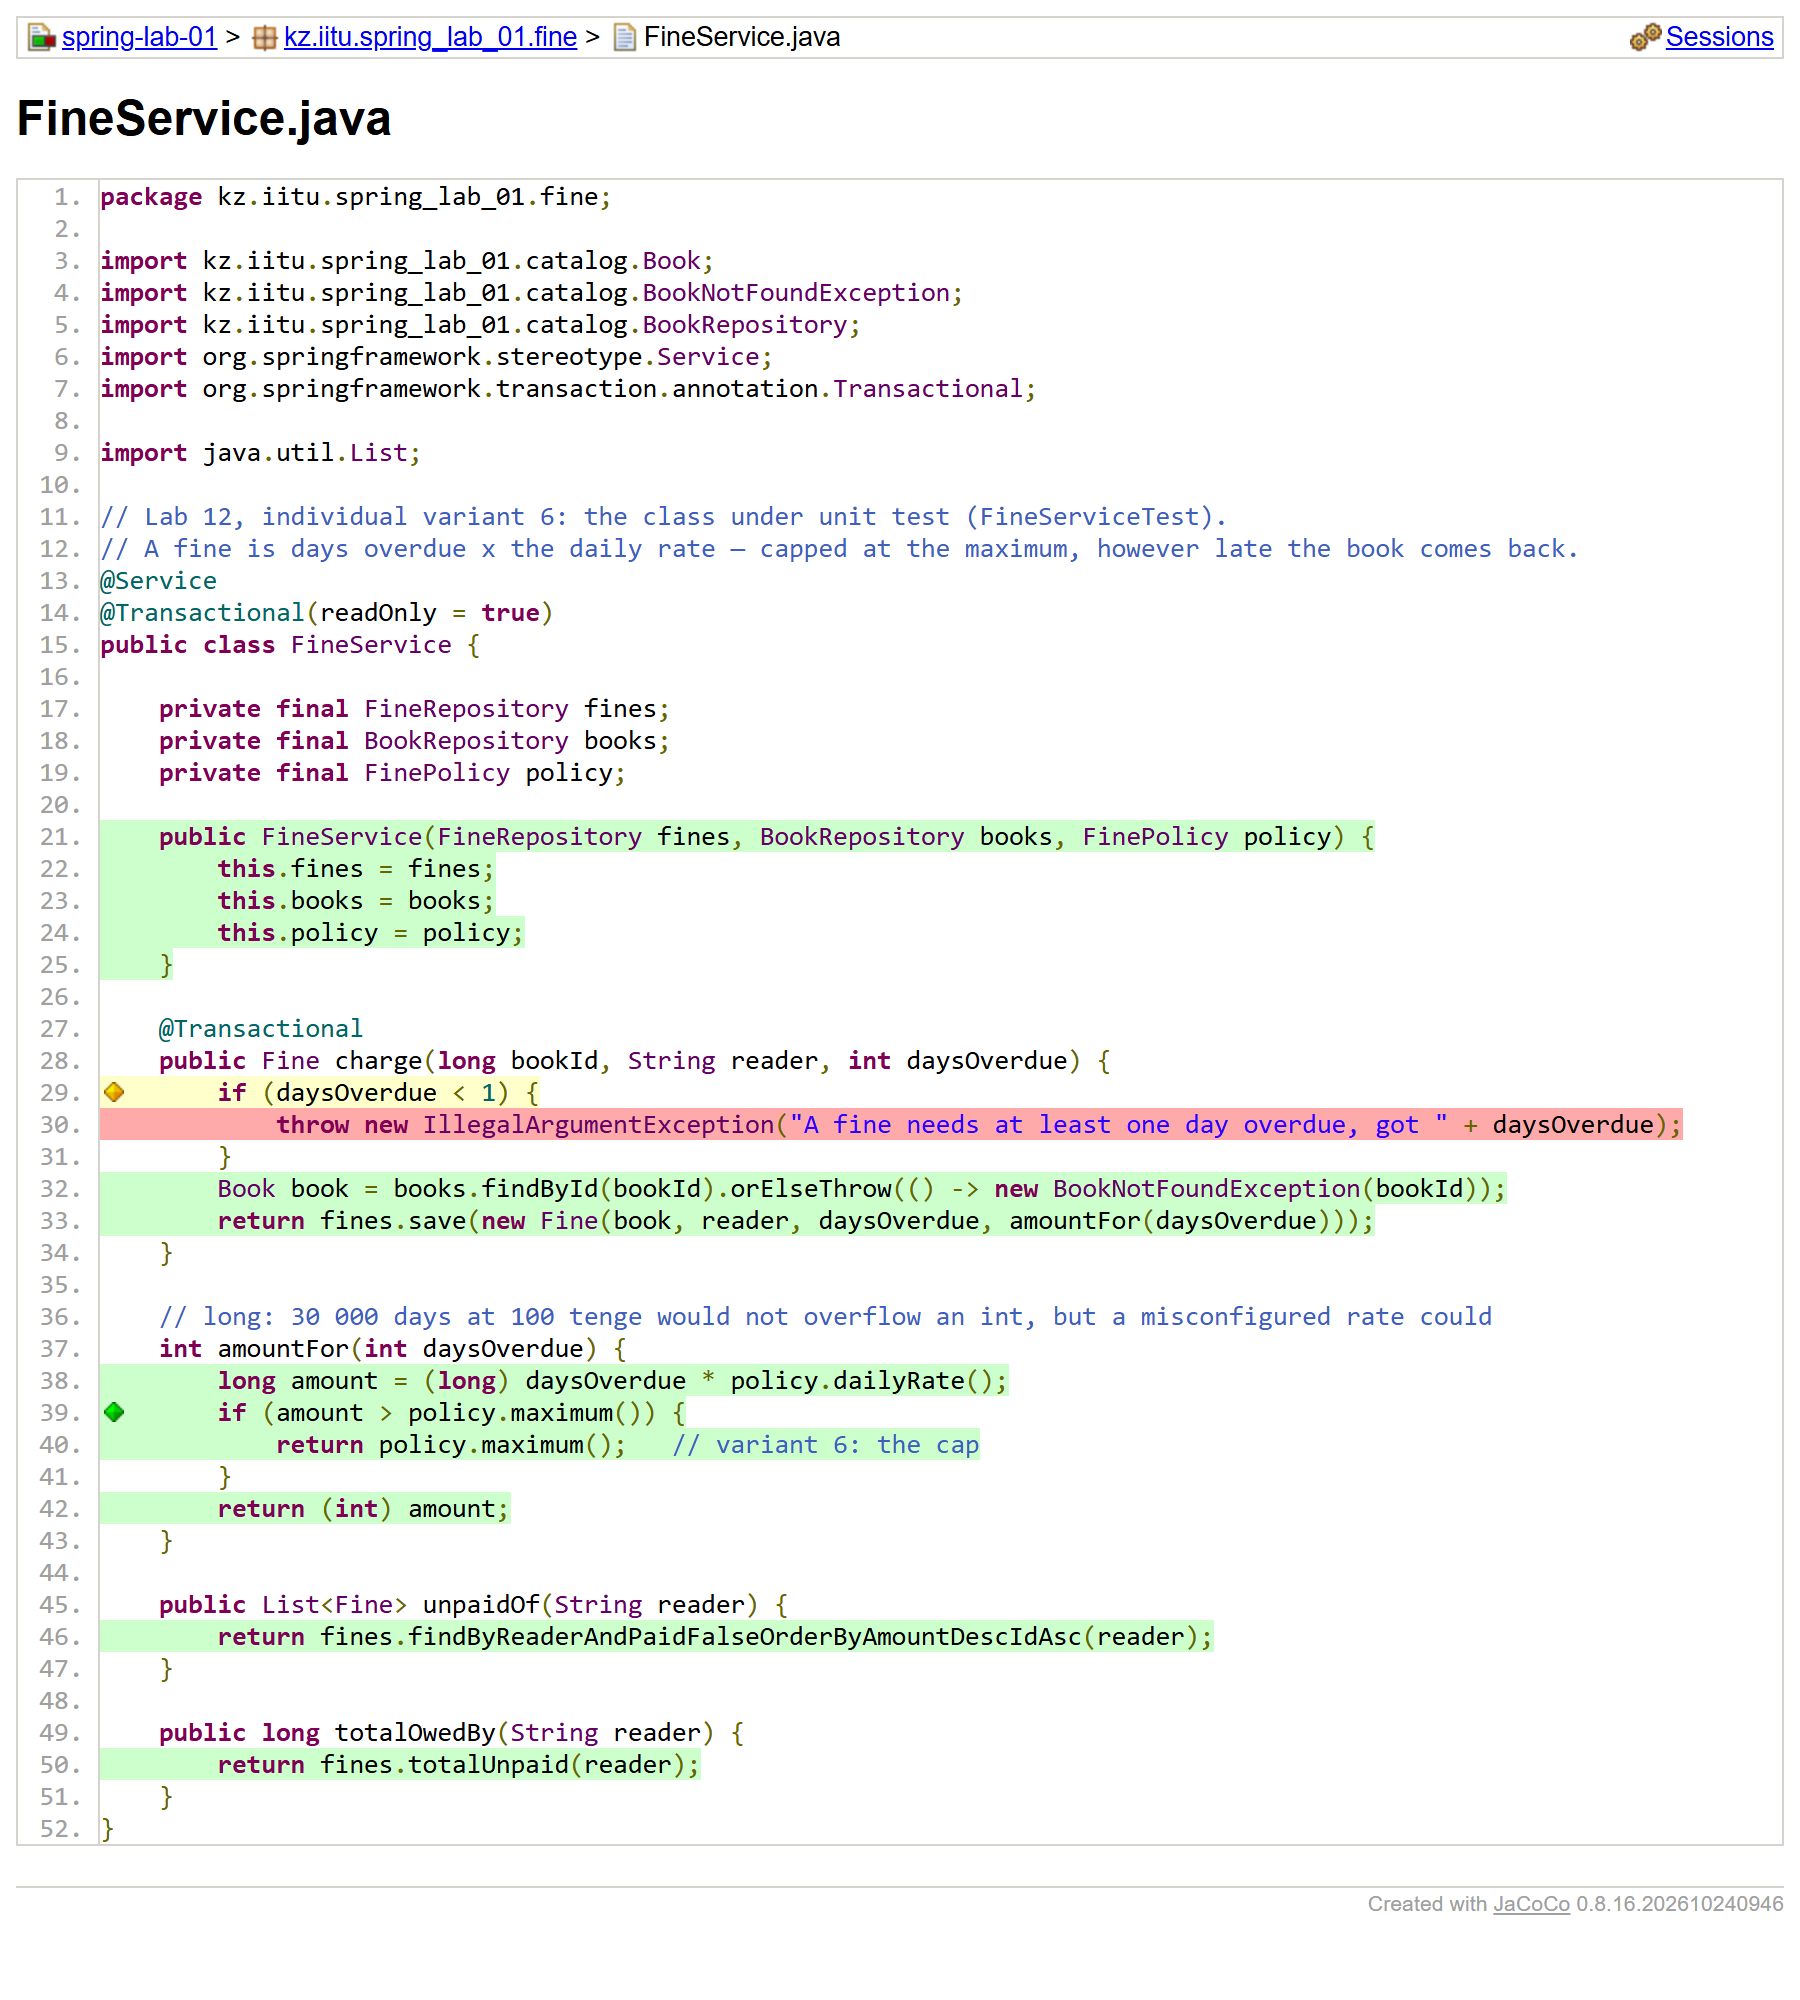 spring-lab-01 > kz.iitu.spring_lab_01.fine > FineService.java Sessions
FineService.java
1. package kz.iitu.spring_lab_01.fine;
2.
3. import kz.iitu.spring_lab_01.catalog.Book;
4. import kz.iitu.spring_lab_01.catalog.BookNotFoundException;
5. import kz.iitu.spring_lab_01.catalog.BookRepository;
6. import org.springframework.stereotype.Service;
7. import org.springframework.transaction.annotation.Transactional;
8.
9. import java.util.List;
10.
11. // Lab 12, individual variant 6: the class under unit test (FineServiceTest).
12. // A fine is days overdue x the daily rate — capped at the maximum, however late the book comes back.
13. @Service
14. @Transactional(readOnly = true)
15. public class FineService {
16.
17.     private final FineRepository fines;
18.     private final BookRepository books;
19.     private final FinePolicy policy;
20.
21.     public FineService(FineRepository fines, BookRepository books, FinePolicy policy) {
22.         this.fines = fines;
23.         this.books = books;
24.         this.policy = policy;
25.     }
26.
27.     @Transactional
28.     public Fine charge(long bookId, String reader, int daysOverdue) {
29.         if (daysOverdue < 1) {
30.             throw new IllegalArgumentException("A fine needs at least one day overdue, got " + daysOverdue);
31.         }
32.         Book book = books.findById(bookId).orElseThrow(() -> new BookNotFoundException(bookId));
33.         return fines.save(new Fine(book, reader, daysOverdue, amountFor(daysOverdue)));
34.     }
35.
36.     // long: 30 000 days at 100 tenge would not overflow an int, but a misconfigured rate could
37.     int amountFor(int daysOverdue) {
38.         long amount = (long) daysOverdue * policy.dailyRate();
39.         if (amount > policy.maximum()) {
40.             return policy.maximum();   // variant 6: the cap
41.         }
42.         return (int) amount;
43.     }
44.
45.     public List<Fine> unpaidOf(String reader) {
46.         return fines.findByReaderAndPaidFalseOrderByAmountDescIdAsc(reader);
47.     }
48.
49.     public long totalOwedBy(String reader) {
50.         return fines.totalUnpaid(reader);
51.     }
52. }
Created with JaCoCo 0.8.16.202610240946